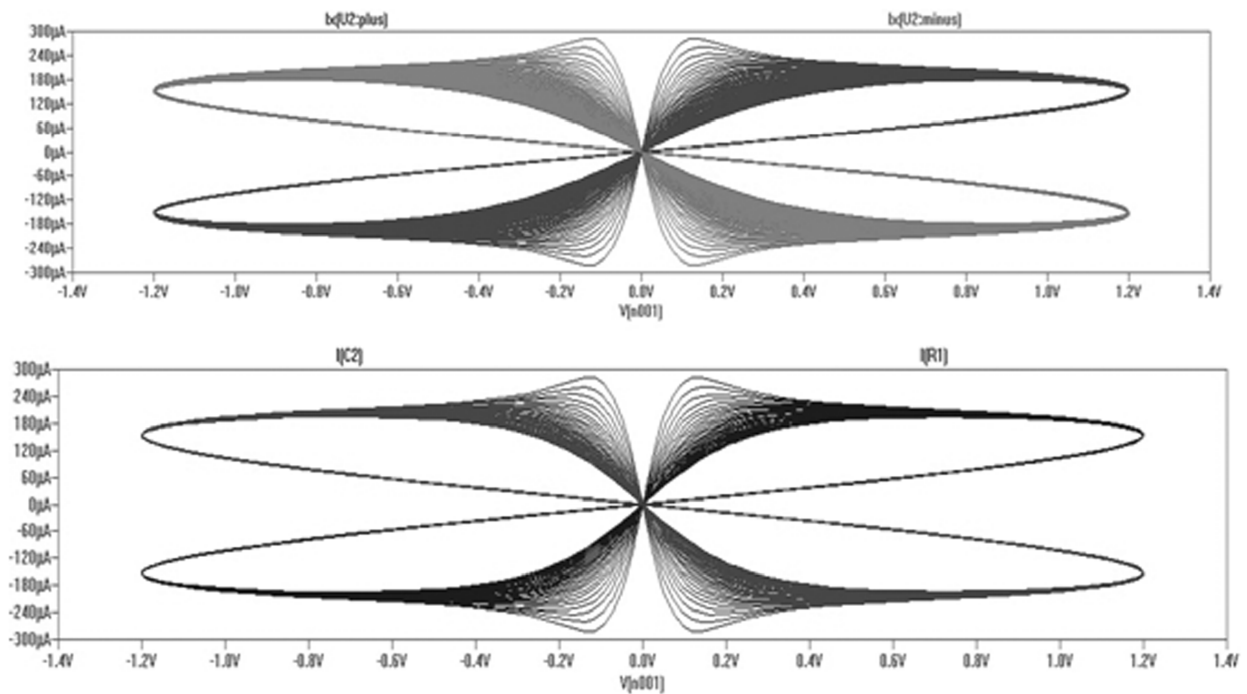 Ix(U2:plus) Ix(U2:minus)
300µA
240µA
180µA
120µA
60µA
0µA
-60µA
-120µA
-180µA
-240µA
-300µA
-1.4V -1.2V -1.0V -0.8V -0.6V -0.4V -0.2V 0.0V 0.2V 0.4V 0.6V 0.8V 1.0V 1.2V 1.4V
V(n001)
I(C2) I(R1)
300µA
240µA
180µA
120µA
60µA
0µA
-60µA
-120µA
-180µA
-240µA
-300µA
-1.4V -1.2V -1.0V -0.8V -0.6V -0.4V -0.2V 0.0V 0.2V 0.4V 0.6V 0.8V 1.0V 1.2V 1.4V
V(n001)